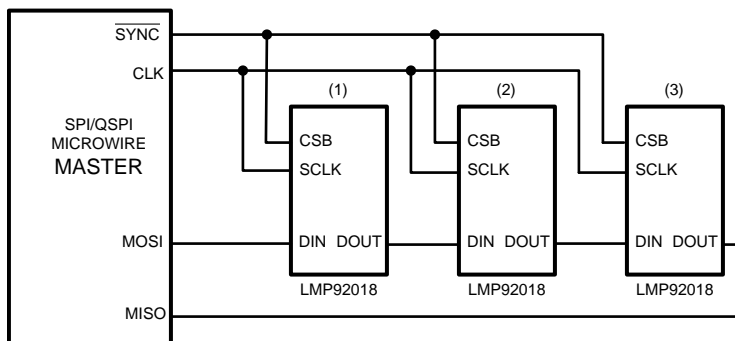 SYNC
CLK
(1) (2) (3)
SPI/QSPI
MICROWIRE
MASTER
CSB CSB CSB
SCLK SCLK SCLK
MOSI DIN DOUT DIN DOUT DIN DOUT
LMP92018 LMP92018 LMP92018
MISO